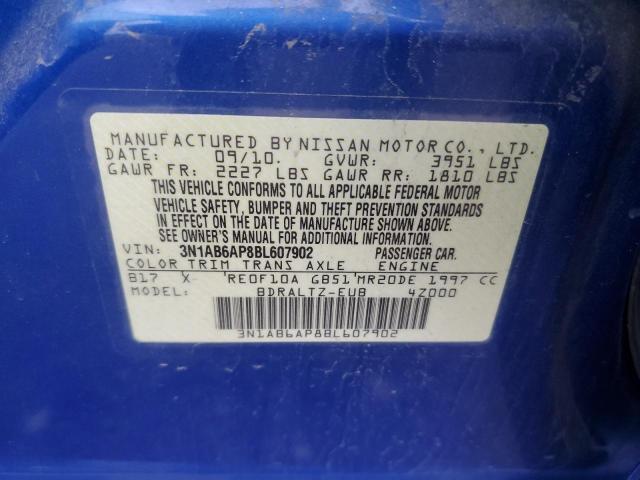 MANUFACTURED BY NISSAN MOTOR CO., LTD.
DATE: 09/10. GVWR: 3951 LBS
GAWR FR: 2227 LBS GAWR RR: 1810 LBS
THIS VEHICLE CONFORMS TO ALL APPLICABLE FEDERAL MOTOR
VEHICLE SAFETY, BUMPER AND THEFT PREVENTION STANDARDS
IN EFFECT ON THE DATE OF MANUFACTURE SHOWN ABOVE.
SEE OWNER'S MANUAL FOR ADDITIONAL INFORMATION.
VIN: 3N1AB6AP8BL607902 PASSENGER CAR.
COLOR TRIM TRANS AXLE ENGINE
B17 X 'RE0F10A GB51'MR20DE 1997 CC
MODEL: BDRALTZ-EUB 4Z000
3N1AB6AP8BL607902